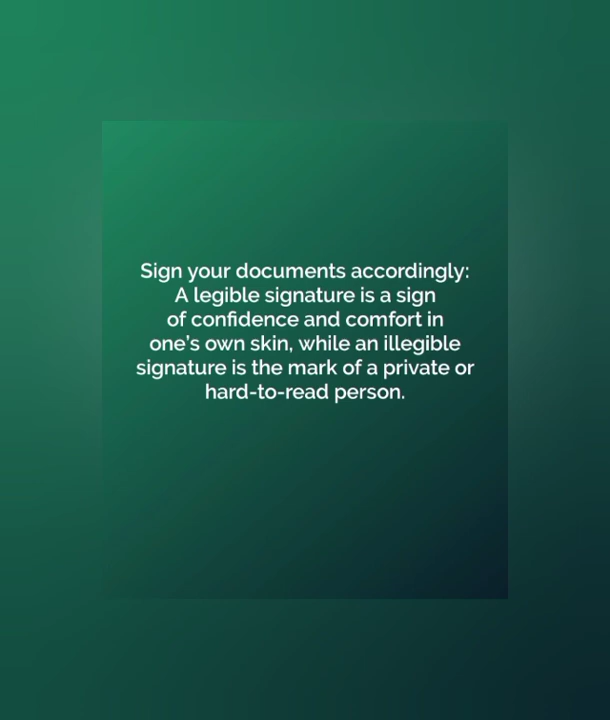 Sign your documents accordingly:
A legible signature is a sign
of confidence and comfort in
one's own skin, while an illegible
signature is the mark of a private or
hard-to-read person.